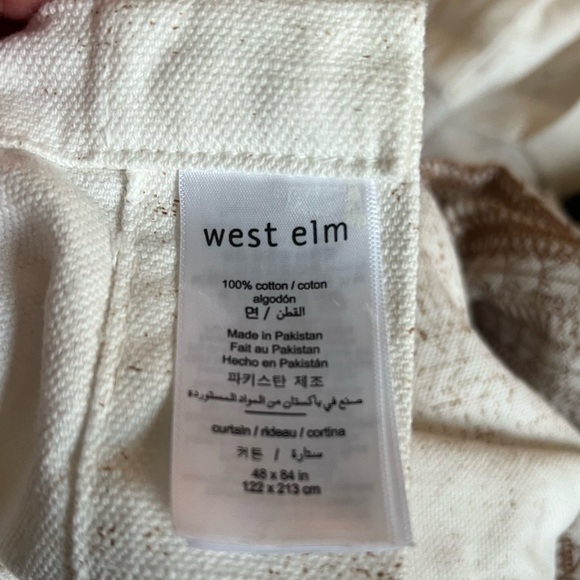 west elm
100% cotton / coton
algodón
면 / القطن
Made in Pakistan
Fait au Pakistan
Hecho en Pakistán
파키스탄 제조
صنع في باكستان من المواد المستوردة
curtain / rideau / cortina
커튼 / ستارة
48 x 84 in
122 x 213 cm